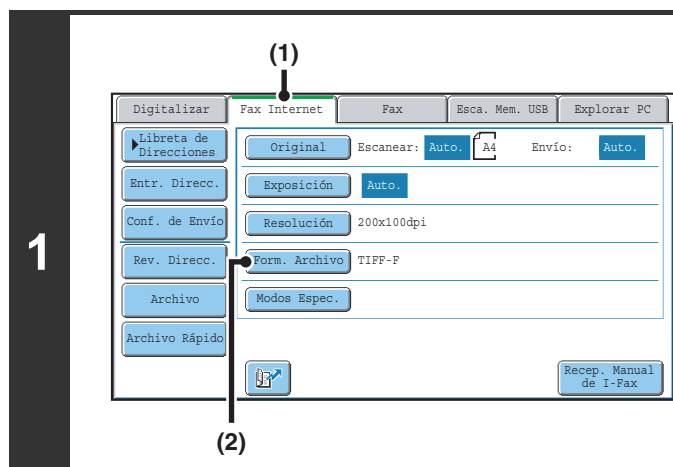 (1)
Digitalizar Fax Internet Fax Esca. Mem. USB Explorar PC
Libreta de
Direcciones
Original Escanear: Auto. A4 Envío: Auto.
Entr. Direcc.
Exposición Auto.
Conf. de Envío
Resolución 200x100dpi
1
Rev. Direcc.
Form. Archivo TIFF-F
Archivo
Modos Espec.
Archivo Rápido
Recep. Manual
de I-Fax
(2)